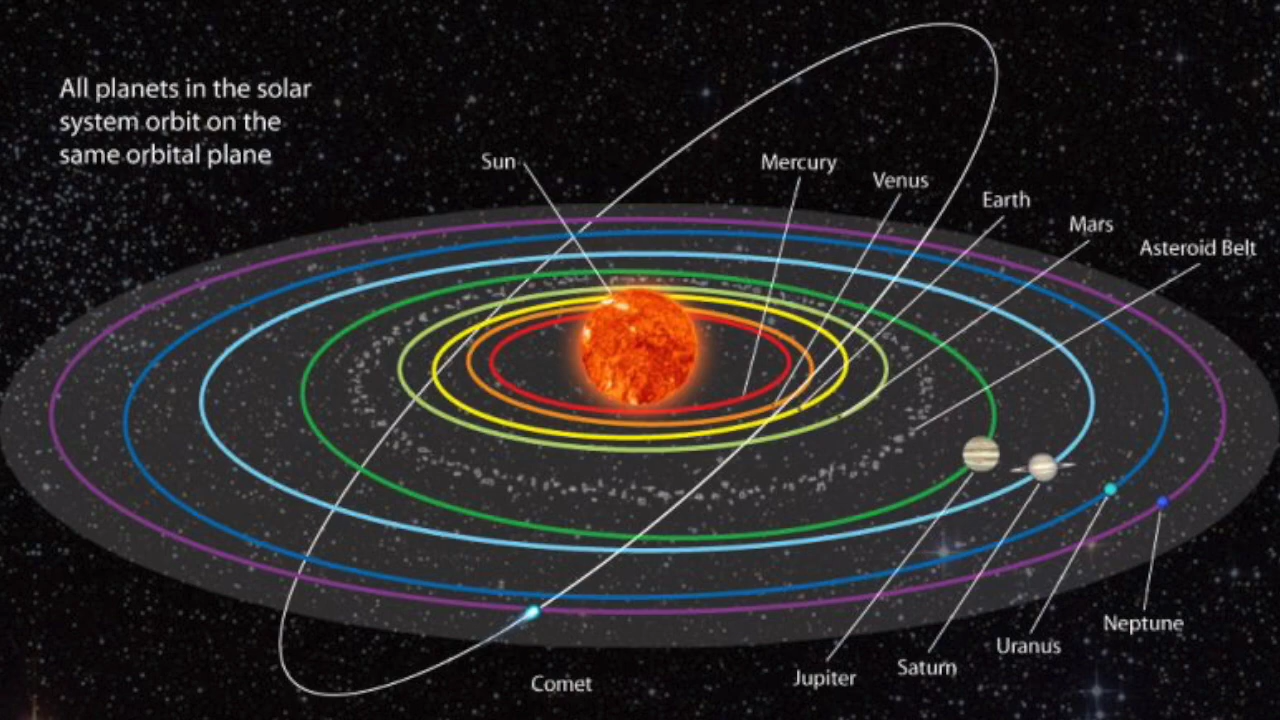 All planets in the solar
system orbit on the
same orbital plane
Sun
Mercury
Venus
Earth
Mars
Asteroid Belt
Neptune
Uranus
Saturn
Jupiter
Comet